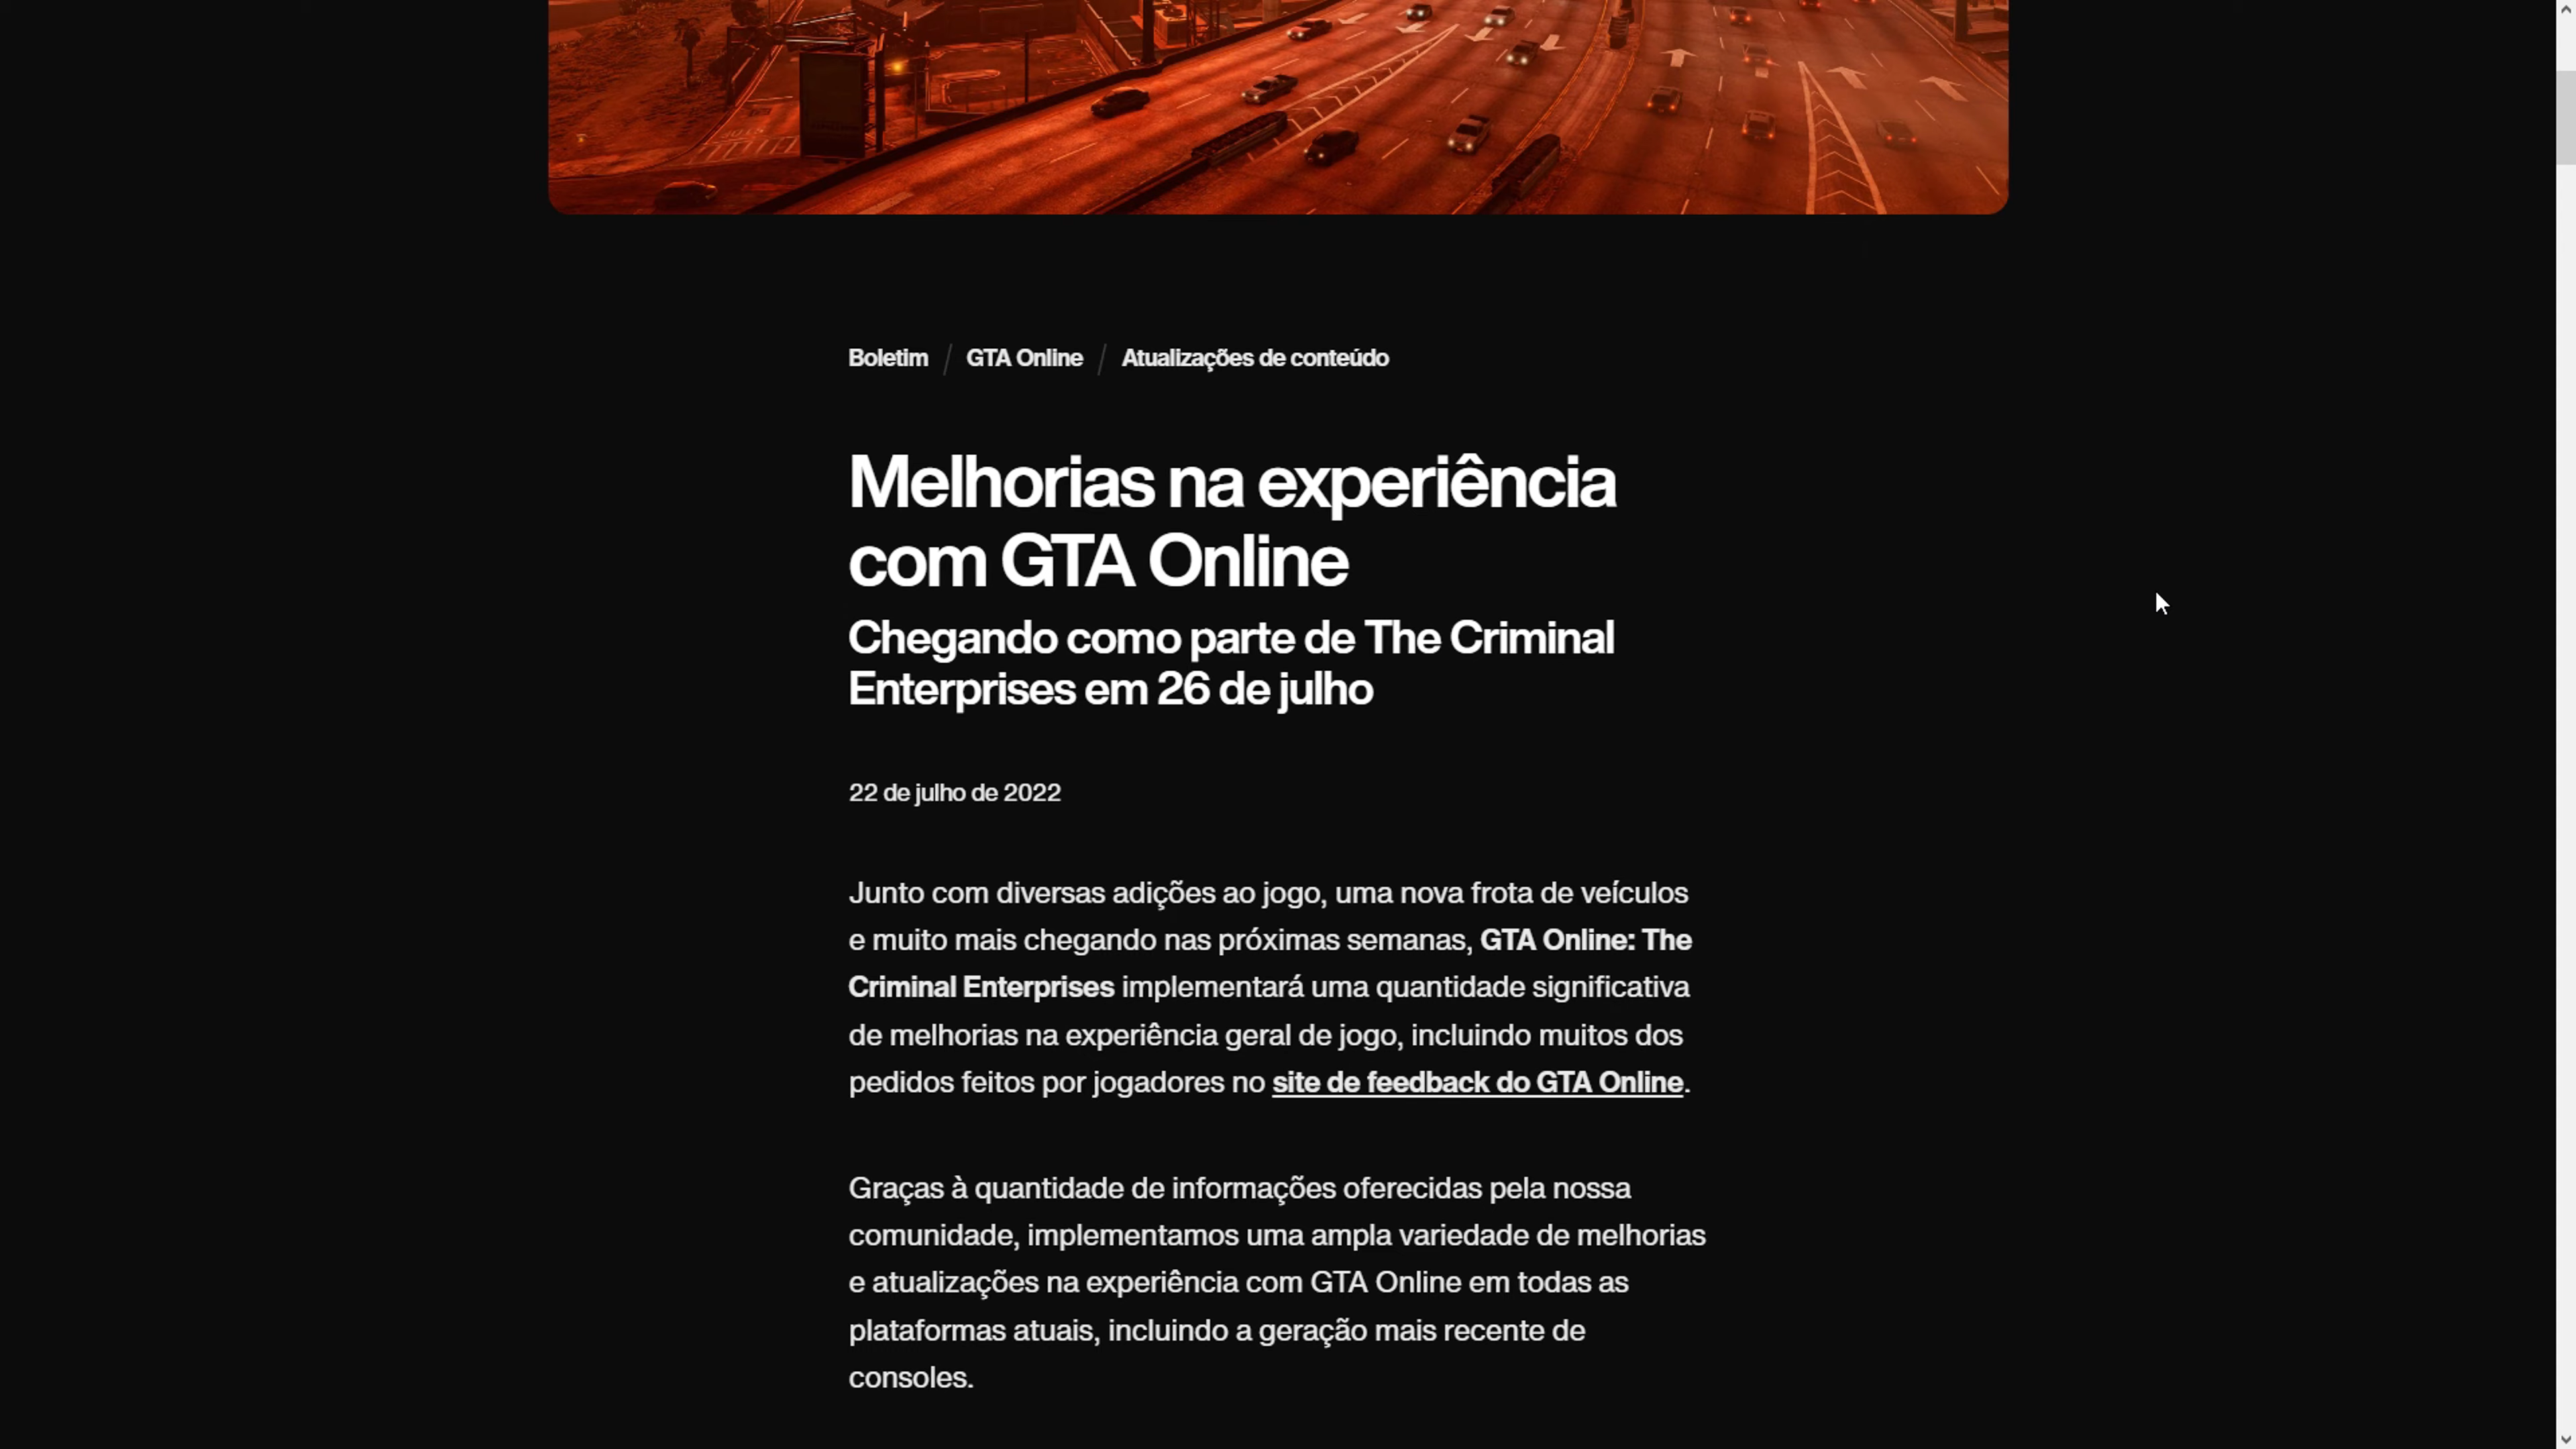 Boletim / GTA Online / Atualizações de conteúdo
Melhorias na experiência
com GTA Online
Chegando como parte de The Criminal
Enterprises em 26 de julho
22 de julho de 2022
Junto com diversas adições ao jogo, uma nova frota de veículos
e muito mais chegando nas próximas semanas, GTA Online: The
Criminal Enterprises implementará uma quantidade significativa
de melhorias na experiência geral de jogo, incluindo muitos dos
pedidos feitos por jogadores no site de feedback do GTA Online.
Graças à quantidade de informações oferecidas pela nossa
comunidade, implementamos uma ampla variedade de melhorias
e atualizações na experiência com GTA Online em todas as
plataformas atuais, incluindo a geração mais recente de
consoles.